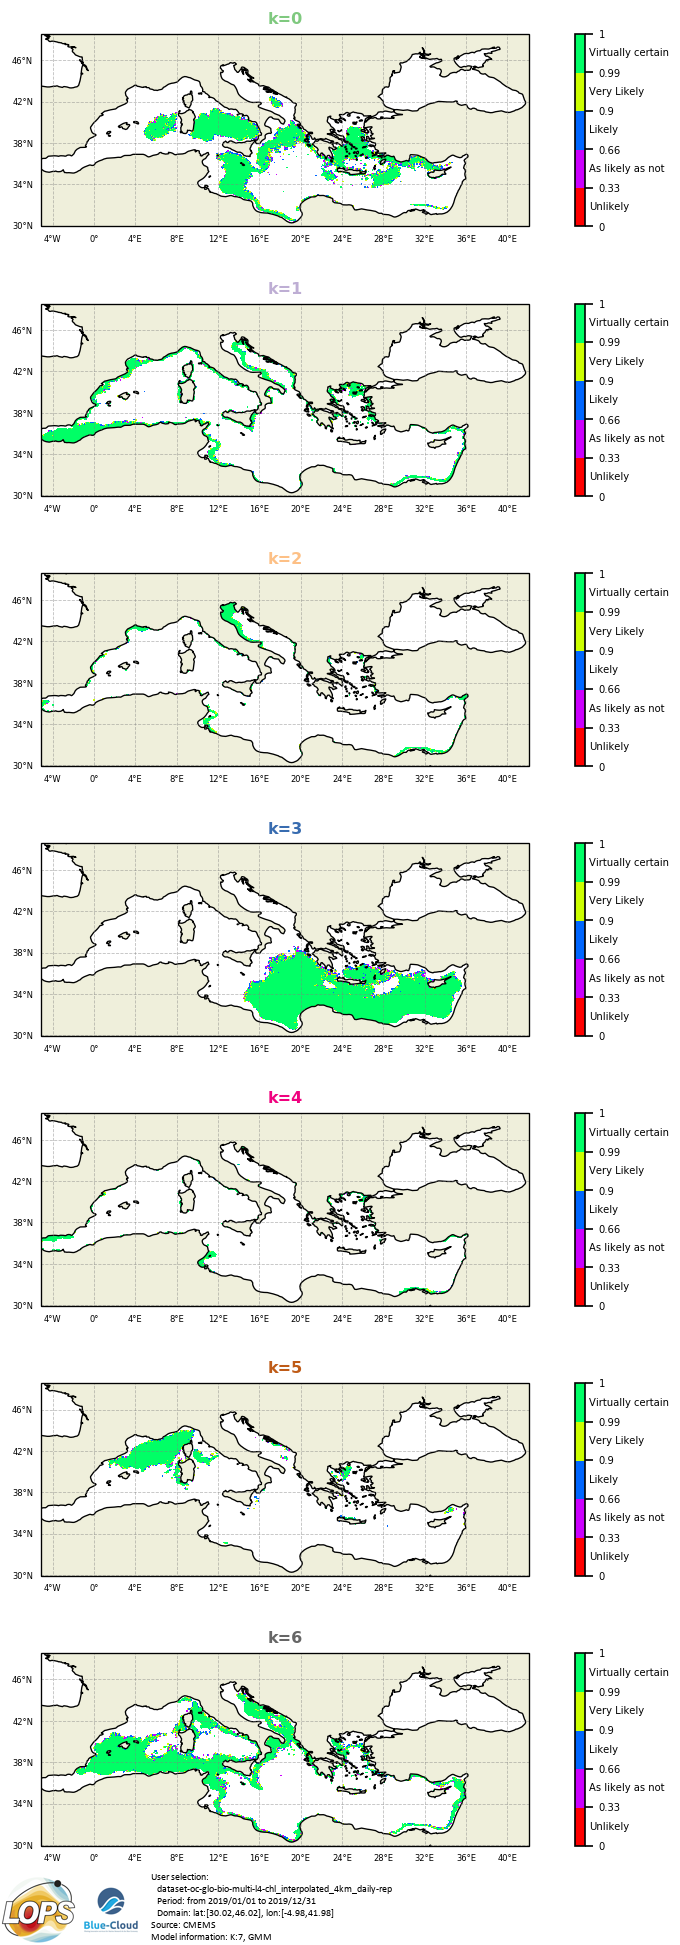 k=0
46°N
42°N
38°N
34°N
30°N
4°W 0° 4°E 8°E 12°E 16°E 20°E 24°E 28°E 32°E 36°E 40°E
1
Virtually certain
0.99
Very Likely
0.9
Likely
0.66
As likely as not
0.33
Unlikely
0
k=1
46°N
42°N
38°N
34°N
30°N
4°W 0° 4°E 8°E 12°E 16°E 20°E 24°E 28°E 32°E 36°E 40°E
1
Virtually certain
0.99
Very Likely
0.9
Likely
0.66
As likely as not
0.33
Unlikely
0
k=2
46°N
42°N
38°N
34°N
30°N
4°W 0° 4°E 8°E 12°E 16°E 20°E 24°E 28°E 32°E 36°E 40°E
1
Virtually certain
0.99
Very Likely
0.9
Likely
0.66
As likely as not
0.33
Unlikely
0
k=3
46°N
42°N
38°N
34°N
30°N
4°W 0° 4°E 8°E 12°E 16°E 20°E 24°E 28°E 32°E 36°E 40°E
1
Virtually certain
0.99
Very Likely
0.9
Likely
0.66
As likely as not
0.33
Unlikely
0
k=4
46°N
42°N
38°N
34°N
30°N
4°W 0° 4°E 8°E 12°E 16°E 20°E 24°E 28°E 32°E 36°E 40°E
1
Virtually certain
0.99
Very Likely
0.9
Likely
0.66
As likely as not
0.33
Unlikely
0
k=5
46°N
42°N
38°N
34°N
30°N
4°W 0° 4°E 8°E 12°E 16°E 20°E 24°E 28°E 32°E 36°E 40°E
1
Virtually certain
0.99
Very Likely
0.9
Likely
0.66
As likely as not
0.33
Unlikely
0
k=6
46°N
42°N
38°N
34°N
30°N
4°W 0° 4°E 8°E 12°E 16°E 20°E 24°E 28°E 32°E 36°E 40°E
1
Virtually certain
0.99
Very Likely
0.9
Likely
0.66
As likely as not
0.33
Unlikely
0
LOPS
Blue-Cloud
User selection:
dataset-oc-glo-bio-multi-l4-chl_interpolated_4km_daily-rep
Period: from 2019/01/01 to 2019/12/31
Domain: lat:[30.02,46.02], lon:[-4.98,41.98]
Source: CMEMS
Model information: K:7, GMM